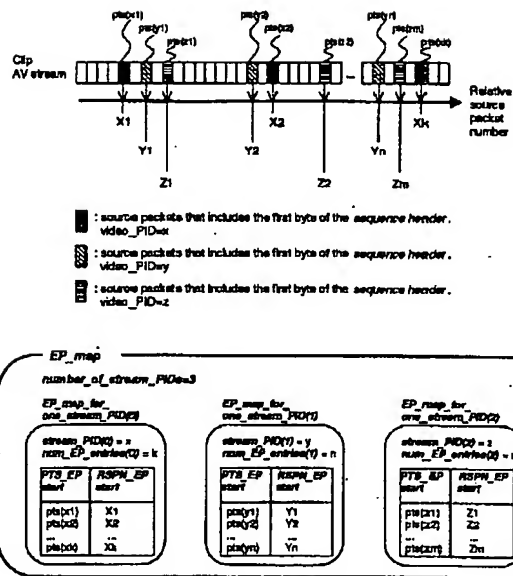 pts(x1) pts(y1) pts(z1) pts(y2) pts(x2) pts(z2) pts(yn) pts(zm) pts(xk)
Clip
AV stream
...
Relative
source
packet
number
X1 X2 Xk
Y1 Y2 Yn
Z1 Z2 Zm
: source packets that includes the first byte of the sequence header.
video_PID=x
: source packets that includes the first byte of the sequence header.
video_PID=y
: source packets that includes the first byte of the sequence header.
video_PID=z
EP_map
number_of_stream_PIDs=3
EP_map_for_
one_stream_PID(0)
stream_PID(0) = x
num_EP_entries(0) = k
PTS_EP RSPN_EP
start start
pts(x1) X1
pts(x2) X2
... ...
pts(xk) Xk
EP_map_for_
one_stream_PID(1)
stream_PID(1) = y
num_EP_entries(1) = n
PTS_EP RSPN_EP
start start
pts(y1) Y1
pts(y2) Y2
... ...
pts(yn) Yn
EP_map_for_
one_stream_PID(2)
stream_PID(2) = z
num_EP_entries(2) =
PTS_EP RSPN_EP
start start
pts(z1) Z1
pts(z2) Z2
... ...
pts(zm) Zm